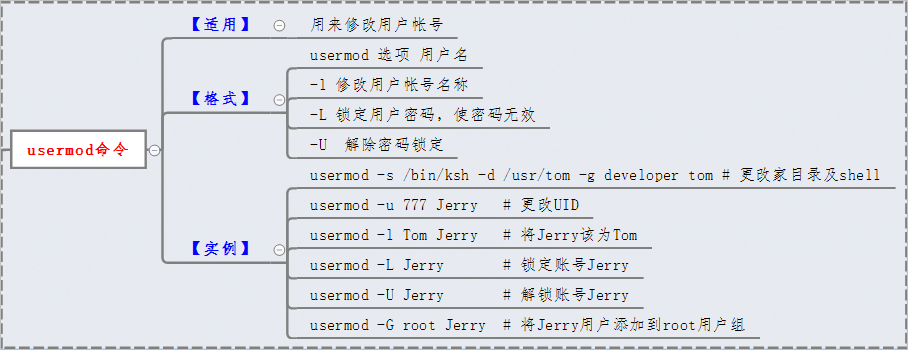 usermod命令
【适用】
用来修改用户帐号
【格式】
usermod 选项 用户名
-l 修改用户帐号名称
-L 锁定用户密码，使密码无效
-U 解除密码锁定
【实例】
usermod -s /bin/ksh -d /usr/tom -g developer tom # 更改家目录及shell
usermod -u 777 Jerry # 更改UID
usermod -l Tom Jerry # 将Jerry该为Tom
usermod -L Jerry # 锁定账号Jerry
usermod -U Jerry # 解锁账号Jerry
usermod -G root Jerry # 将Jerry用户添加到root用户组